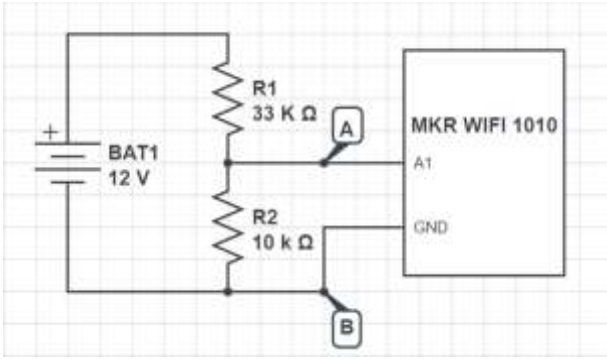 R1
33 K Ω
A
MKR WIFI 1010
+
BAT1
12 V
A1
R2
10 k Ω
GND
B